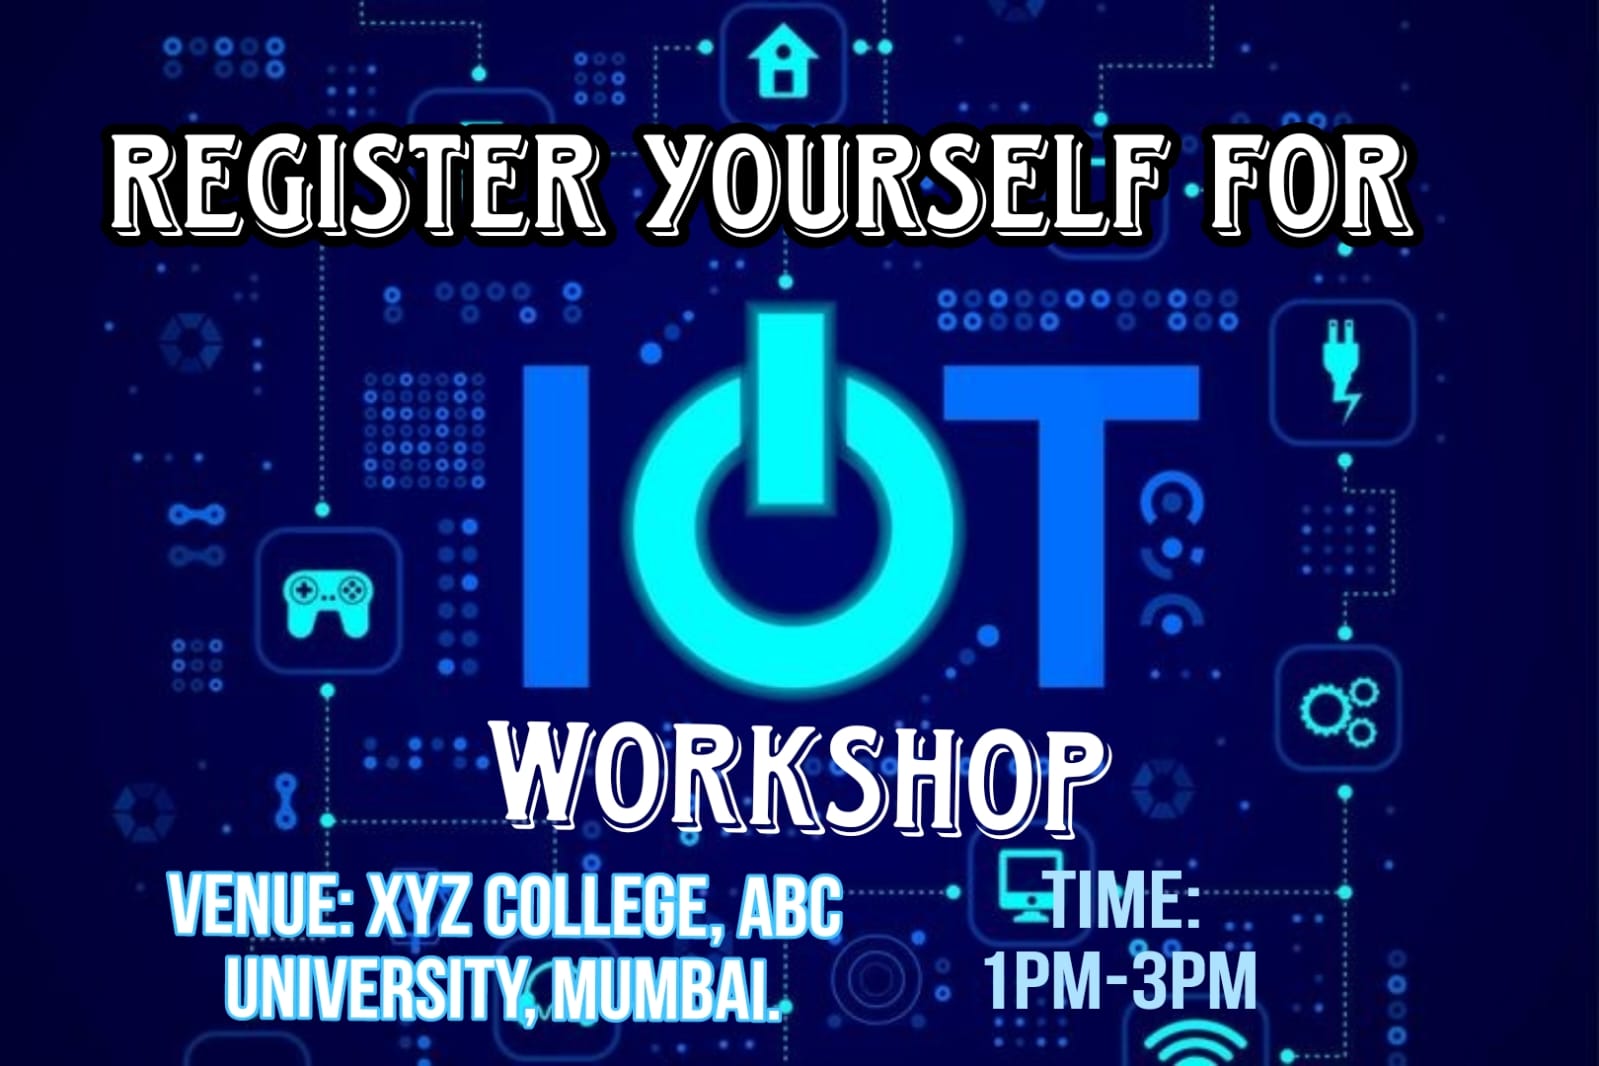 REGISTER YOURSELF FOR
IOT
WORKSHOP
VENUE: XYZ COLLEGE, ABC
UNIVERSITY, MUMBAI.
TIME:
1PM-3PM